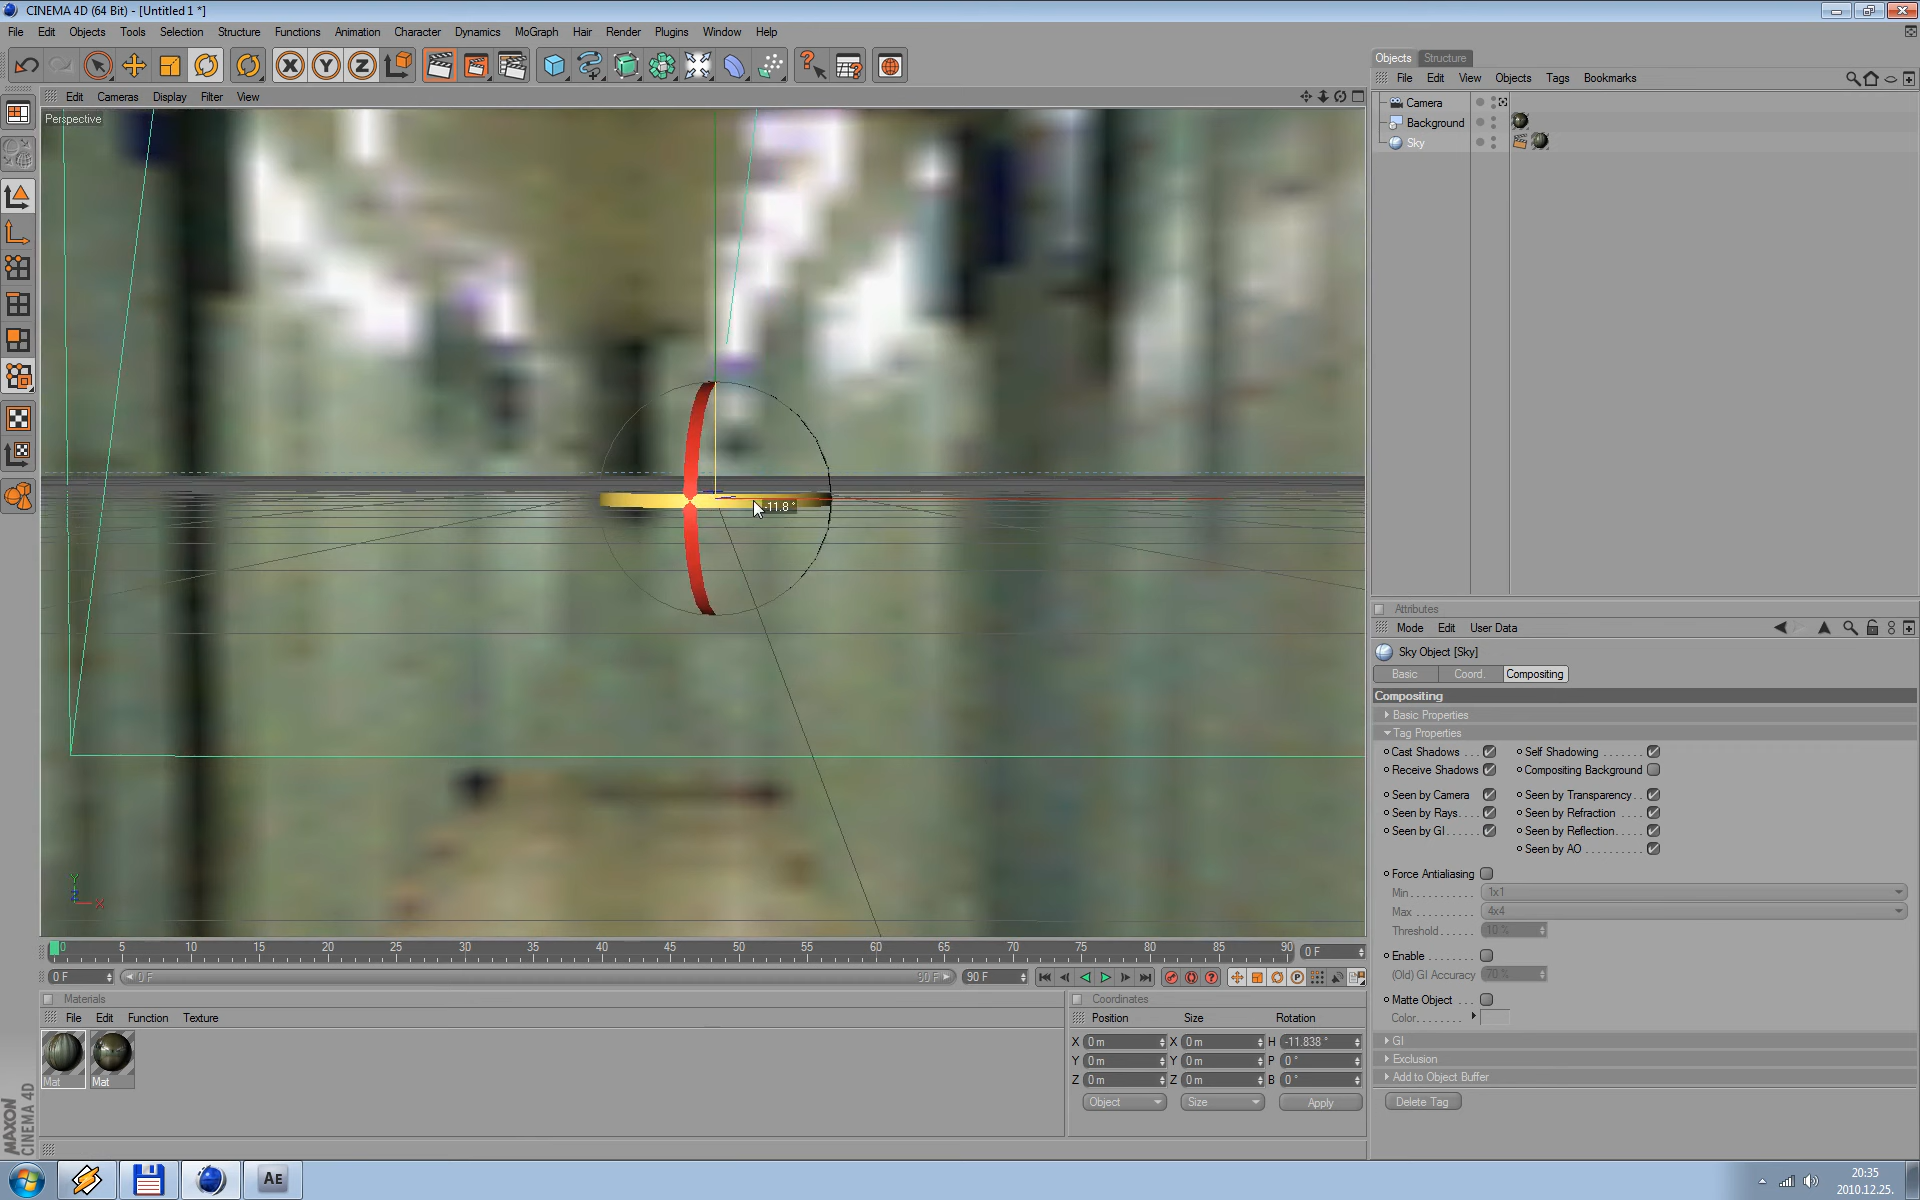 CINEMA 4D (64 Bit) - [Untitled 1 *]
File Edit Objects Tools Selection Structure Functions Animation Character Dynamics MoGraph Hair Render Plugins Window Help
Edit Cameras Display Filter View
Perspective
-11.8 °
Y
Z
X
0 5 10 15 20 25 30 35 40 45 50 55 60 65 70 75 80 85 90
0 F
0 F 0 F 90 F 90 F
Materials
File Edit Function Texture
Mat Mat
Coordinates
Position Size Rotation
X 0 m X 0 m H -11.838 °
Y 0 m Y 0 m P 0 °
Z 0 m Z 0 m B 0 °
Object Size Apply
MAXON
CINEMA 4D
Objects Structure
File Edit View Objects Tags Bookmarks
Camera
Background
Sky
Attributes
Mode Edit User Data
Sky Object [Sky]
Basic Coord. Compositing
Compositing
Basic Properties
Tag Properties
Cast Shadows . . . Self Shadowing . . . . . . .
Receive Shadows Compositing Background
Seen by Camera Seen by Transparency . .
Seen by Rays. . . . Seen by Refraction . . . .
Seen by GI. . . . . . Seen by Reflection. . . . .
Seen by AO . . . . . . . . . .
Force Antialiasing
Min. . . . . . . . . . . 1x1
Max . . . . . . . . . . 4x4
Threshold. . . . . . 10 %
Enable . . . . . . . .
(Old) GI Accuracy 70 %
Matte Object . . .
Color. . . . . . . .
GI
Exclusion
Add to Object Buffer
Delete Tag
AE
20:35
2010.12.25.